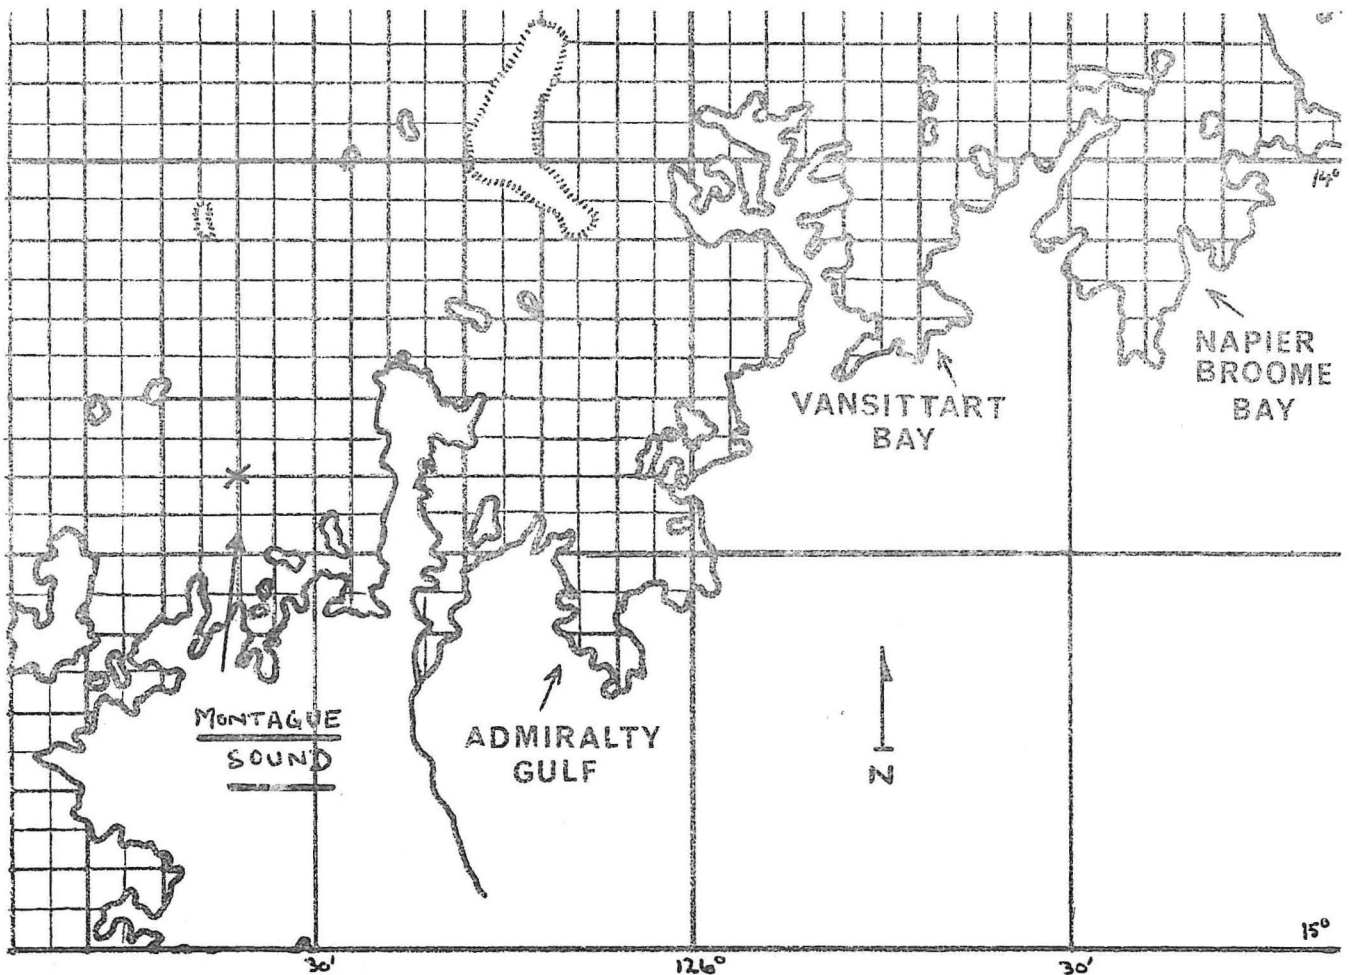 14°
NAPIER
BROOME
BAY
VANSITTART
BAY
MONTAGUE
SOUND
ADMIRALTY
GULF
N
15°
30'
126°
30'